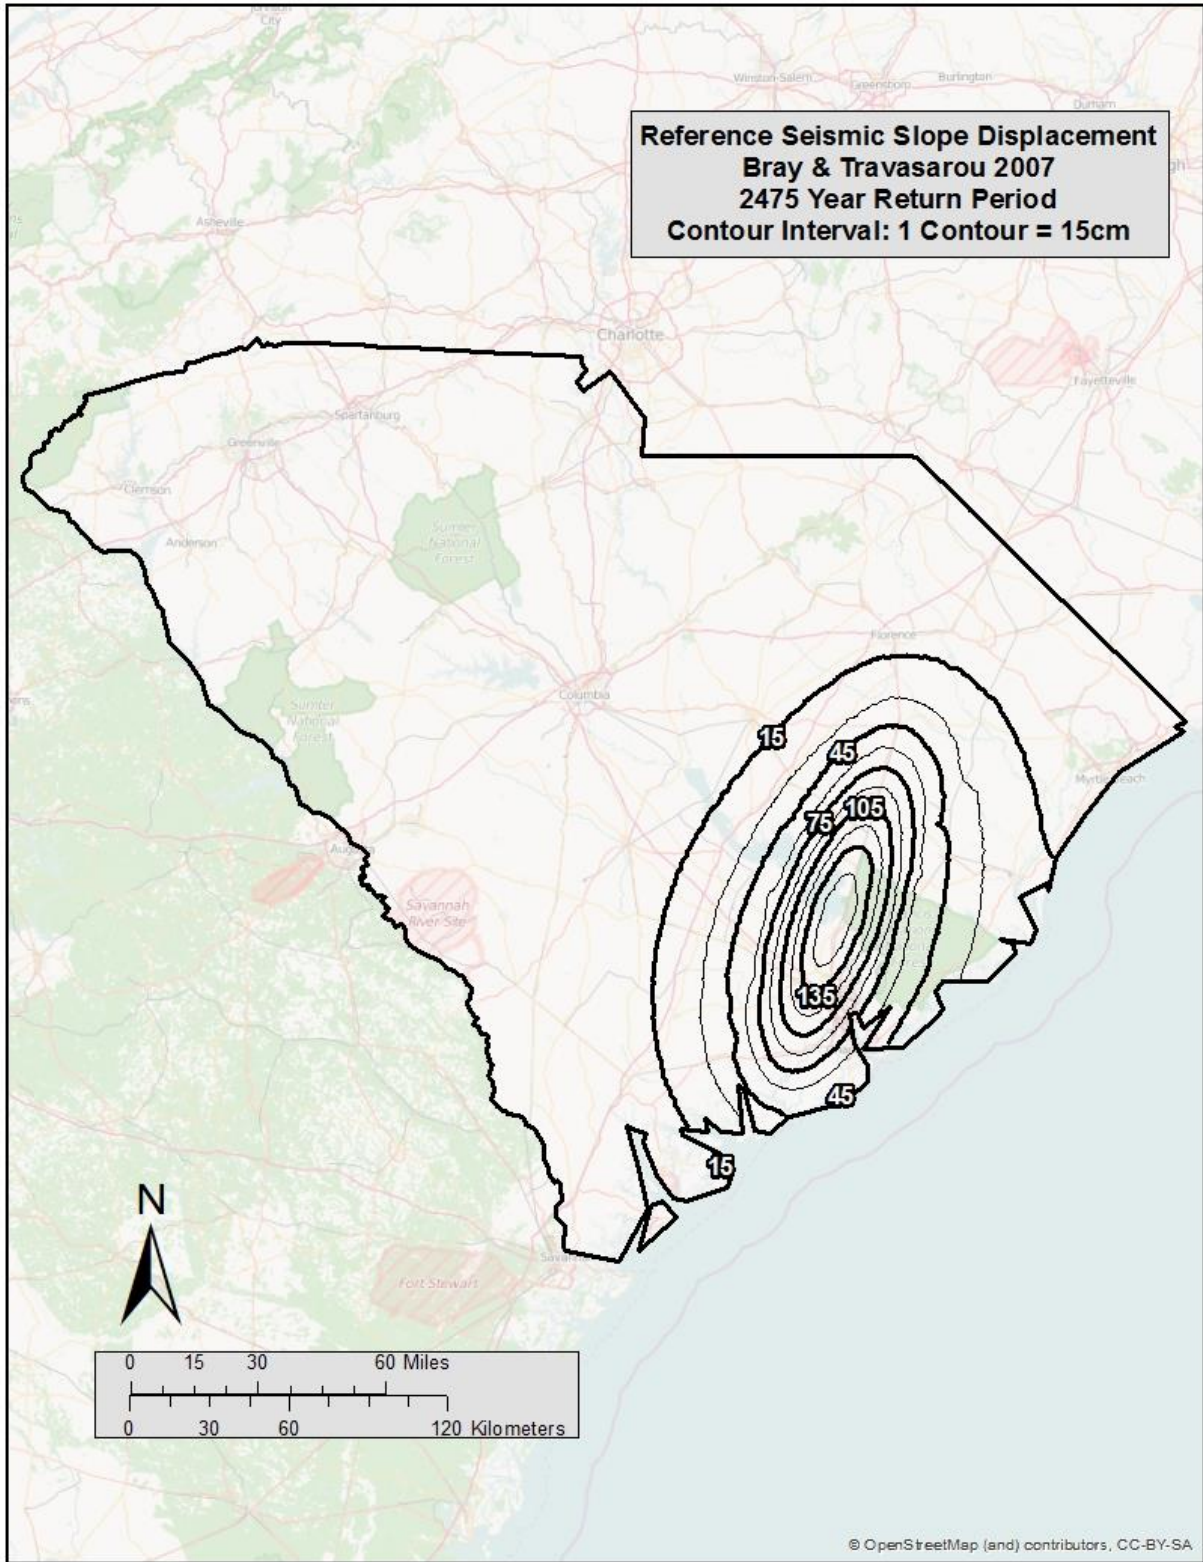 Johnson
City
Winston-Salem
Greensboro
Burlington
Durham
Reference Seismic Slope Displacement
Bray & Travasarou 2007
2475 Year Return Period
Contour Interval: 1 Contour = 15cm
Asheville
Charlotte
Fayetteville
Spartanburg
Greenville
Clemson
Anderson
Sumter
National
Forest
Florence
Columbia
Sumter
National
Forest
15
45
Myrtle Beach
75
105
Savannah
River Site
135
45
15
N
Fort Stewart
0 15 30 60 Miles
0 30 60 120 Kilometers
© OpenStreetMap (and) contributors, CC-BY-SA